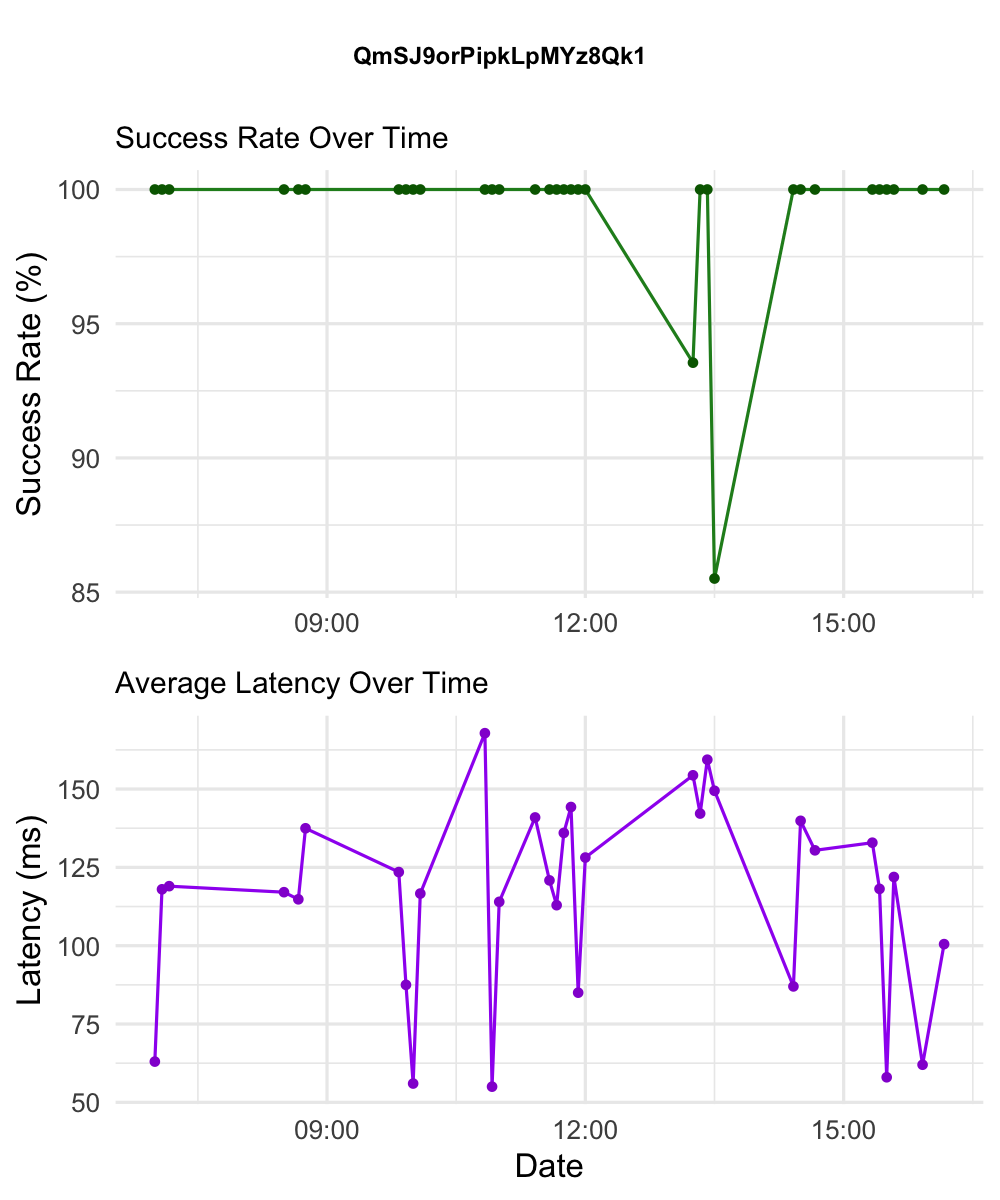 QmSJ9orPipkLpMYz8Qk1
Success Rate Over Time
Success Rate (%)
100
95
90
85
09:00 12:00 15:00
Average Latency Over Time
Latency (ms)
150
125
100
75
50
09:00 12:00 15:00
Date